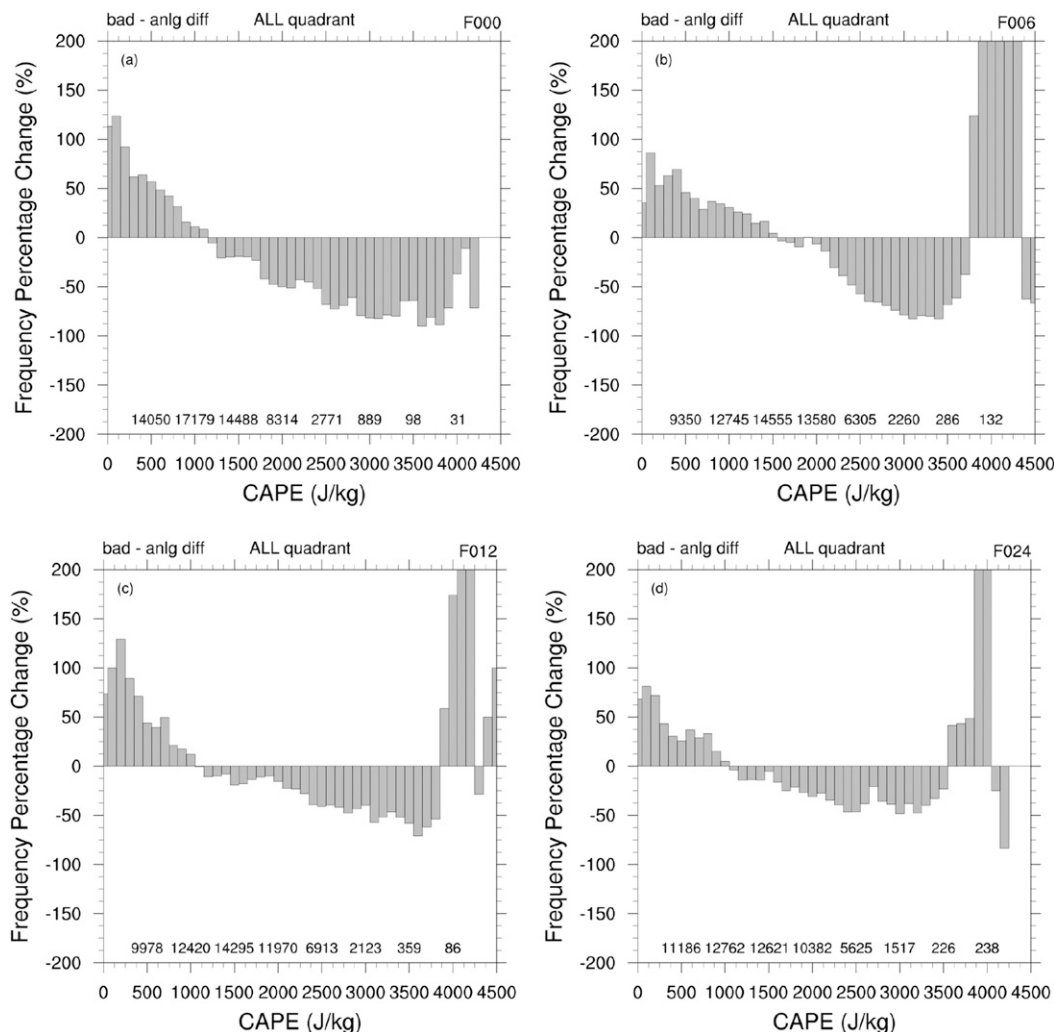 bad - anlg diff ALL quadrant F000
(a)
Frequency Percentage Change (%)
200
150
100
50
0
-50
-100
-150
-200
14050 17179 14488 8314 2771 889 98 31
0 500 1000 1500 2000 2500 3000 3500 4000 4500
CAPE (J/kg)
bad - anlg diff ALL quadrant F006
(b)
Frequency Percentage Change (%)
200
150
100
50
0
-50
-100
-150
-200
9350 12745 14555 13580 6305 2260 286 132
0 500 1000 1500 2000 2500 3000 3500 4000 4500
CAPE (J/kg)
bad - anlg diff ALL quadrant F012
(c)
Frequency Percentage Change (%)
200
150
100
50
0
-50
-100
-150
-200
9978 12420 14295 11970 6913 2123 359 86
0 500 1000 1500 2000 2500 3000 3500 4000 4500
CAPE (J/kg)
bad - anlg diff ALL quadrant F024
(d)
Frequency Percentage Change (%)
200
150
100
50
0
-50
-100
-150
-200
11186 12762 12621 10382 5625 1517 226 238
0 500 1000 1500 2000 2500 3000 3500 4000 4500
CAPE (J/kg)